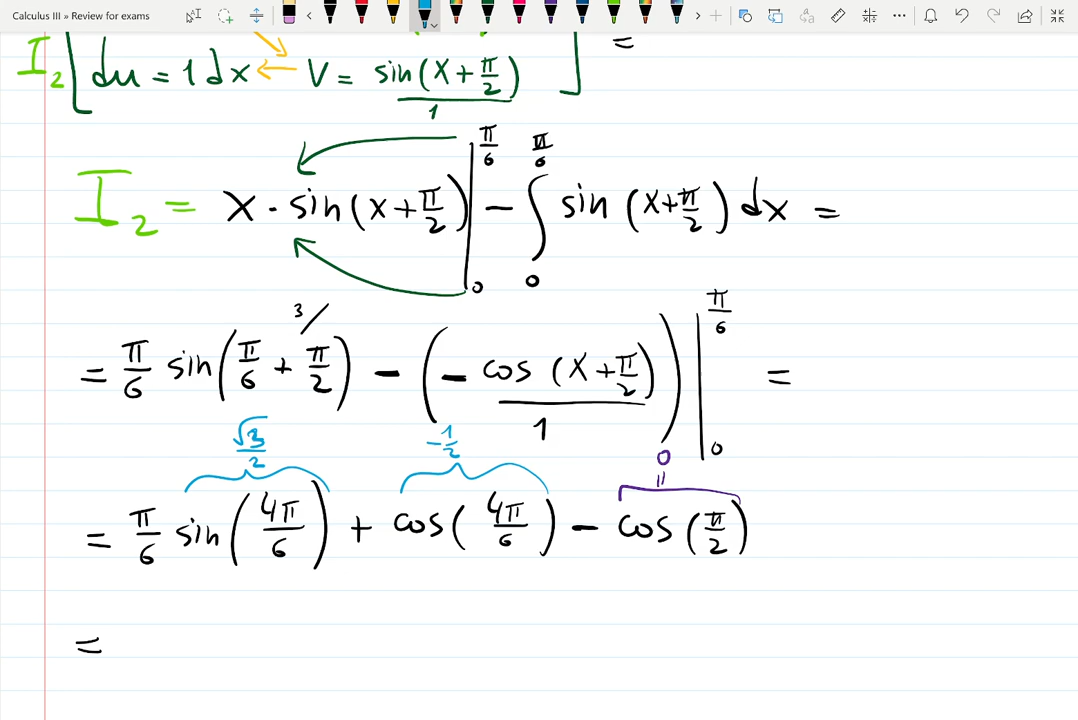 Calculus III » Review for exams
I₂ [ du = 1 dx V = sin(x + π/2)/1 ] =
I₂ = x · sin(x + π/2) |₀^{π/6} − ∫₀^{π/6} sin (x + π/2) dx =
3/
= π/6 sin(π/6 + π/2) − (− cos (x + π/2)/1) |₀^{π/6} =
√3/2 −1/2 0 =
= π/6 sin(4π/6) + cos(4π/6) − cos(π/2)
=